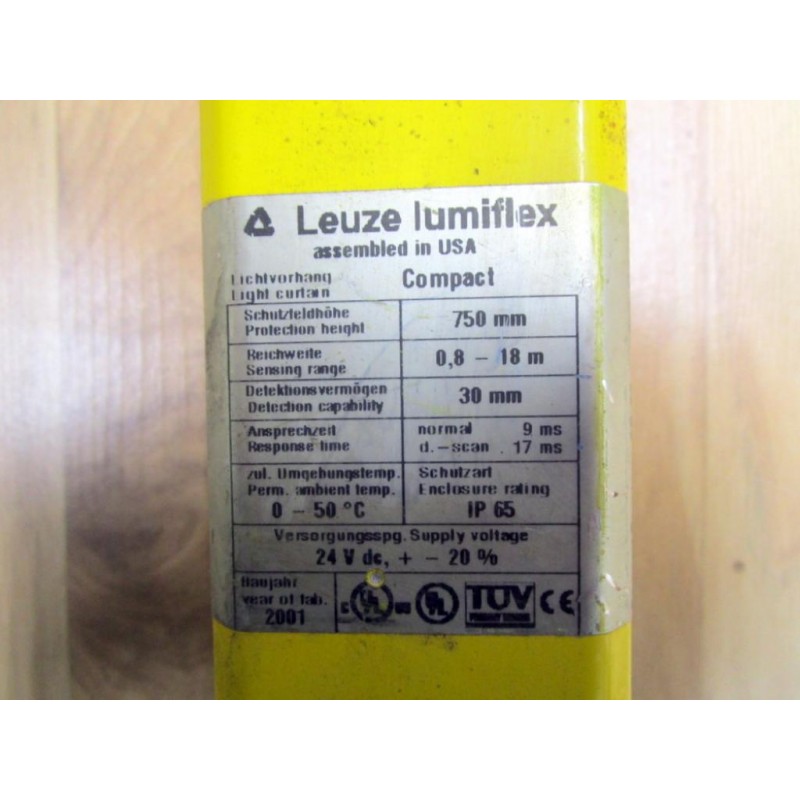 Leuze lumiflex
assembled in USA
Lichtvorhang
Light curtain
Compact
Schutzfeldhöhe
Protection height
750 mm
Reichweite
Sensing range
0,8 – 18 m
Detektionsvermögen
Detection capability
30 mm
Ansprechzeit
Response time
normal 9 ms
d.–scan . 17 ms
zul. Umgebungstemp.
Perm. ambient temp.
0 – 50 °C
Schutzart
Enclosure rating
IP 65
Versorgungsspg. Supply voltage
24 V dc, + – 20 %
Baujahr
year of fab.
2001
C UL US UL TÜV CE